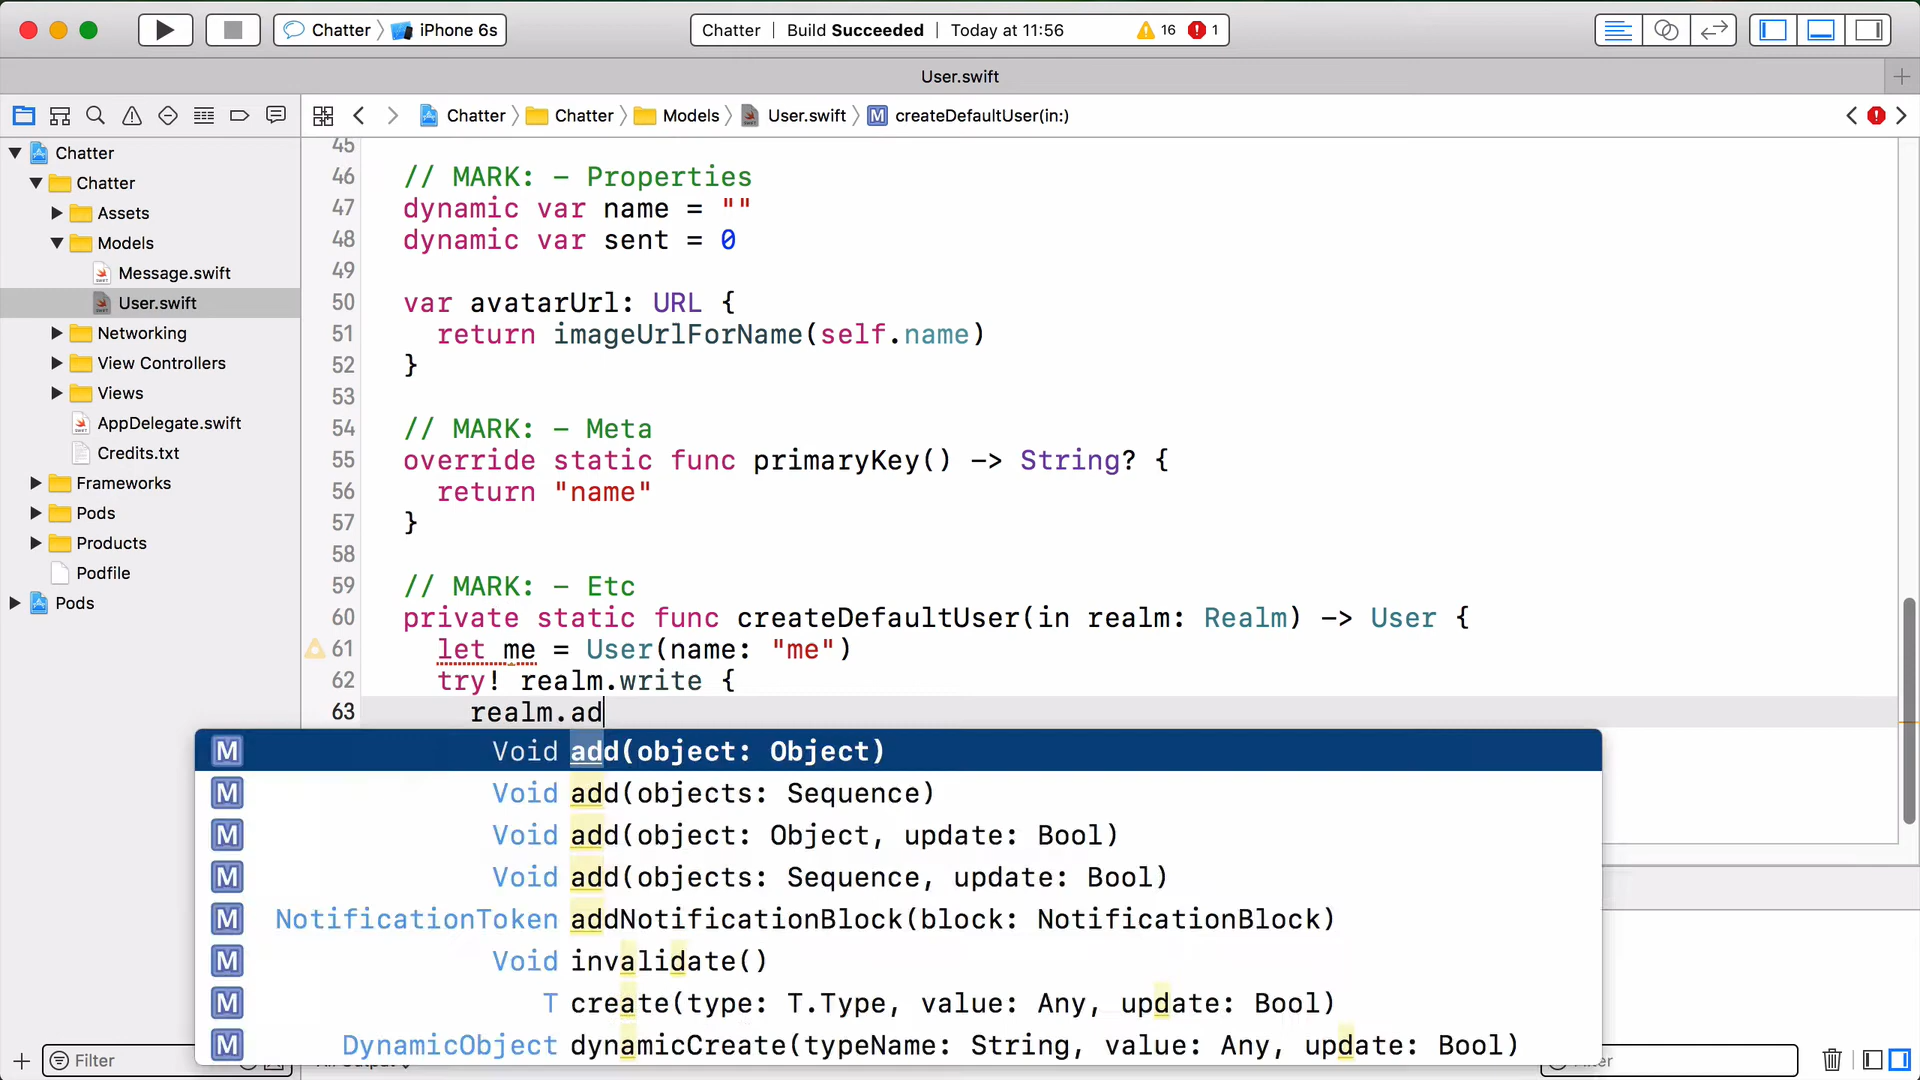 Chatter
iPhone 6s
Chatter | Build Succeeded | Today at 11:56
16
1
User.swift
Chatter
Chatter
Models
User.swift
M
createDefaultUser(in:)
Chatter
Chatter
Assets
Models
Message.swift
User.swift
Networking
View Controllers
Views
AppDelegate.swift
Credits.txt
Frameworks
Pods
Products
Podfile
Pods
Filter
45
46 // MARK: - Properties
47 dynamic var name = ""
48 dynamic var sent = 0
49
50 var avatarUrl: URL {
51 return imageUrlForName(self.name)
52 }
53
54 // MARK: - Meta
55 override static func primaryKey() -> String? {
56 return "name"
57 }
58
59 // MARK: - Etc
60 private static func createDefaultUser(in realm: Realm) -> User {
61 let me = User(name: "me")
62 try! realm.write {
63 realm.ad
M Void add(object: Object)
M Void add(objects: Sequence)
M Void add(object: Object, update: Bool)
M Void add(objects: Sequence, update: Bool)
M NotificationToken addNotificationBlock(block: NotificationBlock)
M Void invalidate()
M T create(type: T.Type, value: Any, update: Bool)
M DynamicObject dynamicCreate(typeName: String, value: Any, update: Bool)